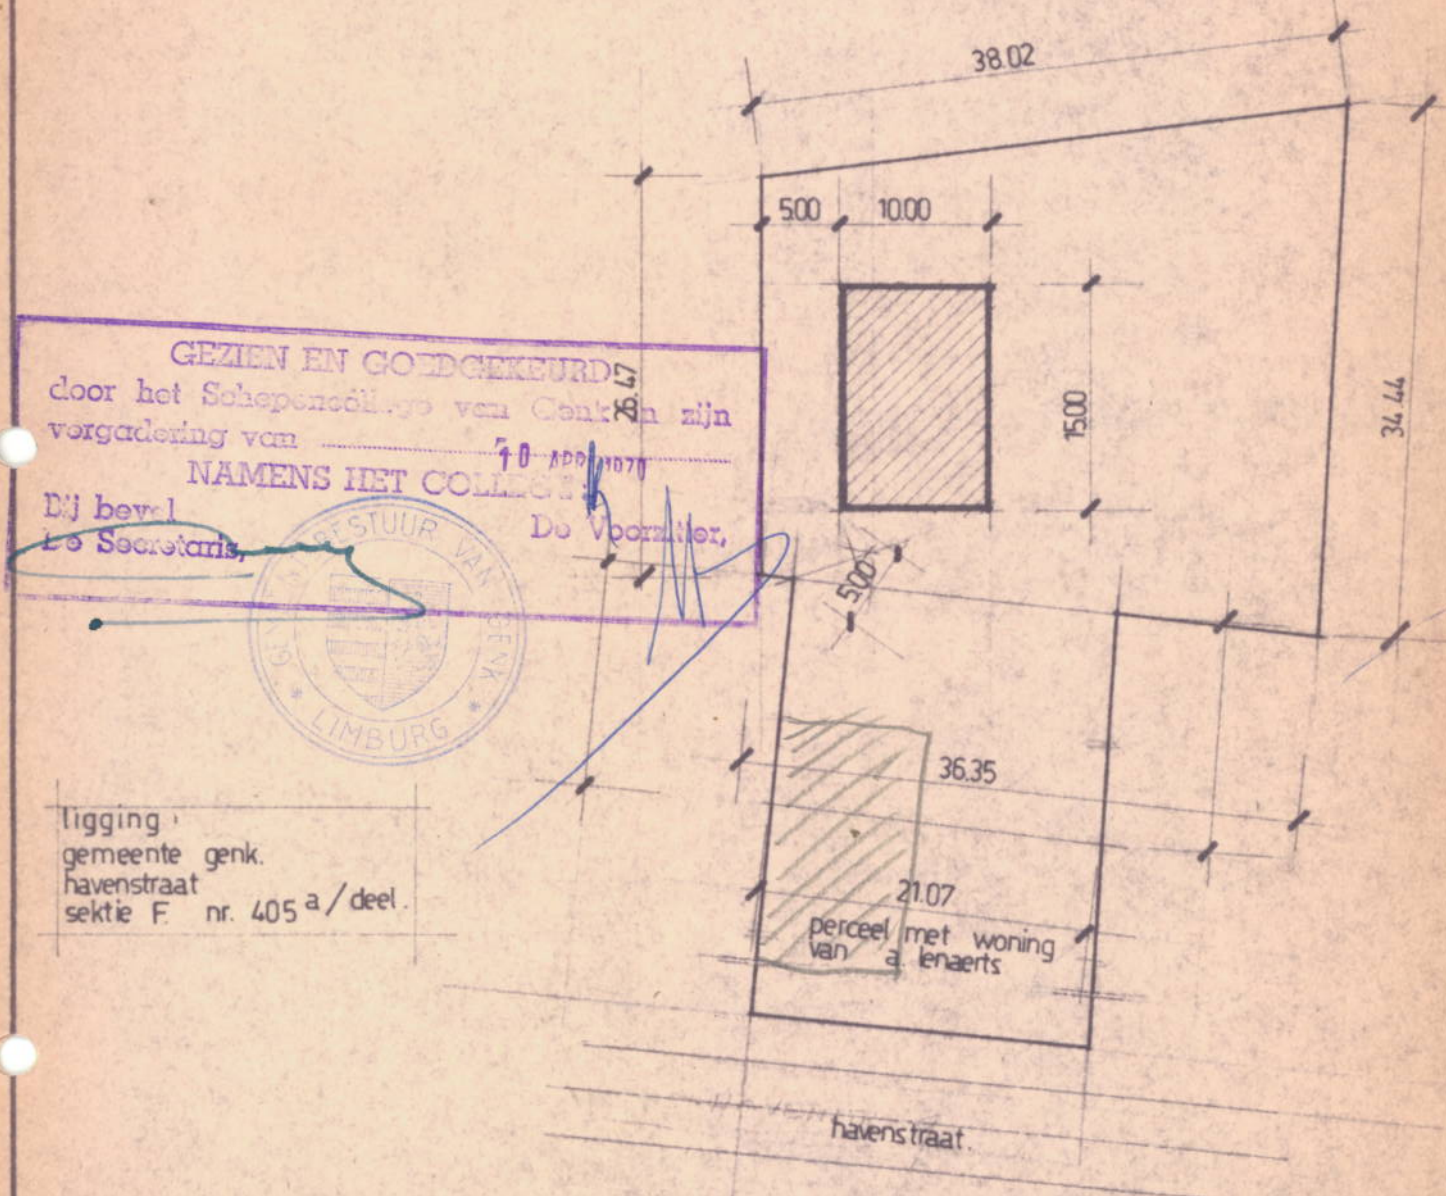 38.02
5.00
10.00
15.00
34.44
26.47
GEZIEN EN GOEDGEKEURD
door het Schepencollege van Genk in zijn
vergadering van 10 APR 1970
NAMENS HET COLLEGE:
Bij bevel
De Secretaris,
De Voorzitter,
GEMEENTEBESTUUR VAN GENK
* LIMBURG *
5.00
36.35
21.07
perceel met woning
van a. lenaerts
ligging
gemeente genk.
havenstraat
sektie F. nr. 405 a/deel.
havenstraat.